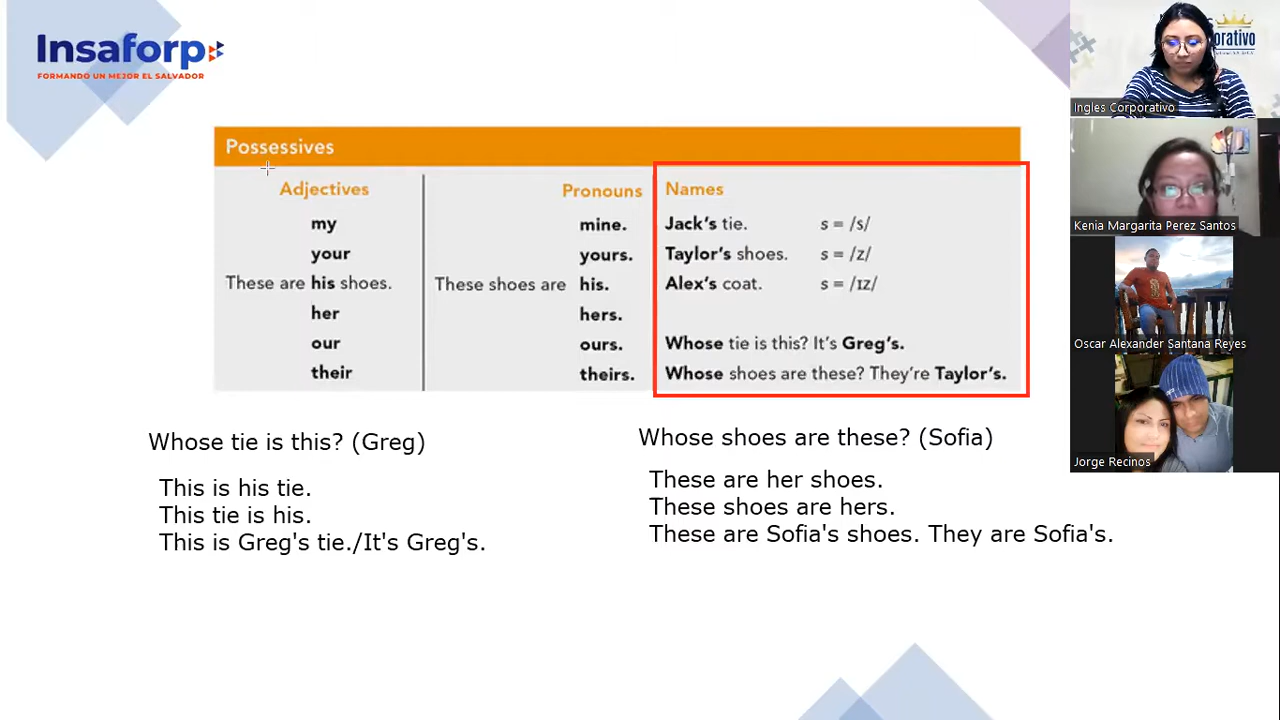 Insaforp
FORMANDO UN MEJOR EL SALVADOR
Possessives
Adjectives
my
your
These are his shoes.
her
our
their
Pronouns
mine.
yours.
These shoes are his.
hers.
ours.
theirs.
Names
Jack's tie. s = /s/
Taylor's shoes. s = /z/
Alex's coat. s = /ɪz/
Whose tie is this? It's Greg's.
Whose shoes are these? They're Taylor's.
Whose tie is this? (Greg)
This is his tie.
This tie is his.
This is Greg's tie./It's Greg's.
Whose shoes are these? (Sofia)
These are her shoes.
These shoes are hers.
These are Sofia's shoes. They are Sofia's.
Ingles Corporativo
Kenia Margarita Perez Santos
Oscar Alexander Santana Reyes
Jorge Recinos